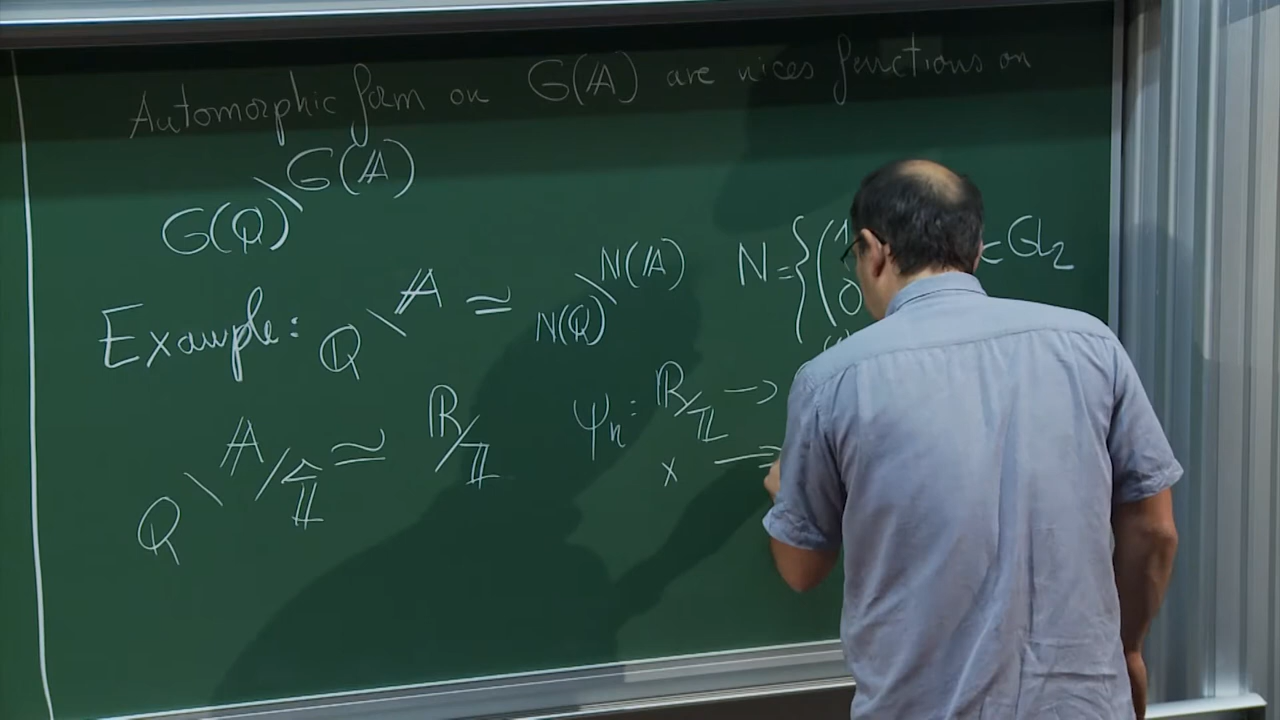 Automorphic form on G(𝔸) are nices functions on
G(Q)\G(𝔸)
Example: Q\𝔸 ≃ N(Q)\N(𝔸) N = {(1 0 ⊂ GL₂
Q\𝔸/ẑ ≃ ℝ/ℤ ψₙ: ℝ/ℤ →
x